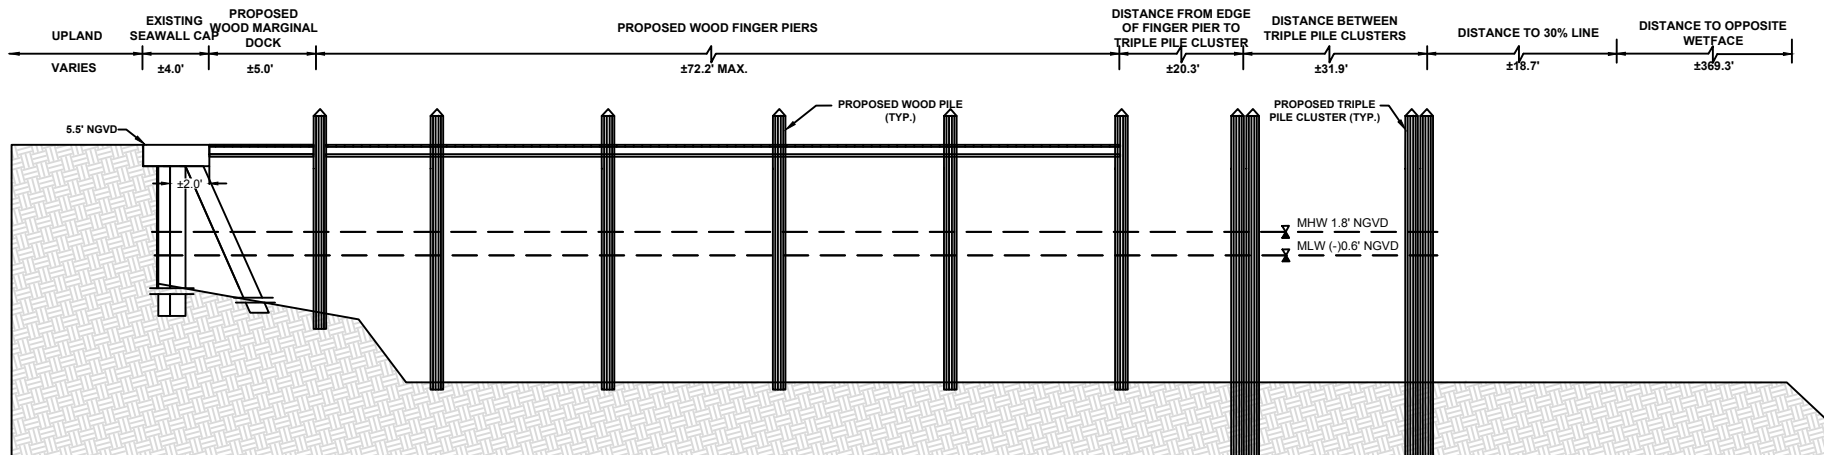 UPLAND
EXISTING
SEAWALL CAP
PROPOSED
WOOD MARGINAL
DOCK
PROPOSED WOOD FINGER PIERS
DISTANCE FROM EDGE
OF FINGER PIER TO
TRIPLE PILE CLUSTER
DISTANCE BETWEEN
TRIPLE PILE CLUSTERS
DISTANCE TO 30% LINE
DISTANCE TO OPPOSITE
WETFACE
VARIES
±4.0'
±5.0'
±72.2' MAX.
±20.3'
±31.9'
±18.7'
±369.3'
5.5' NGVD
PROPOSED WOOD PILE
(TYP.)
PROPOSED TRIPLE
PILE CLUSTER (TYP.)
±2.0'
MHW 1.8' NGVD
MLW (-)0.6' NGVD